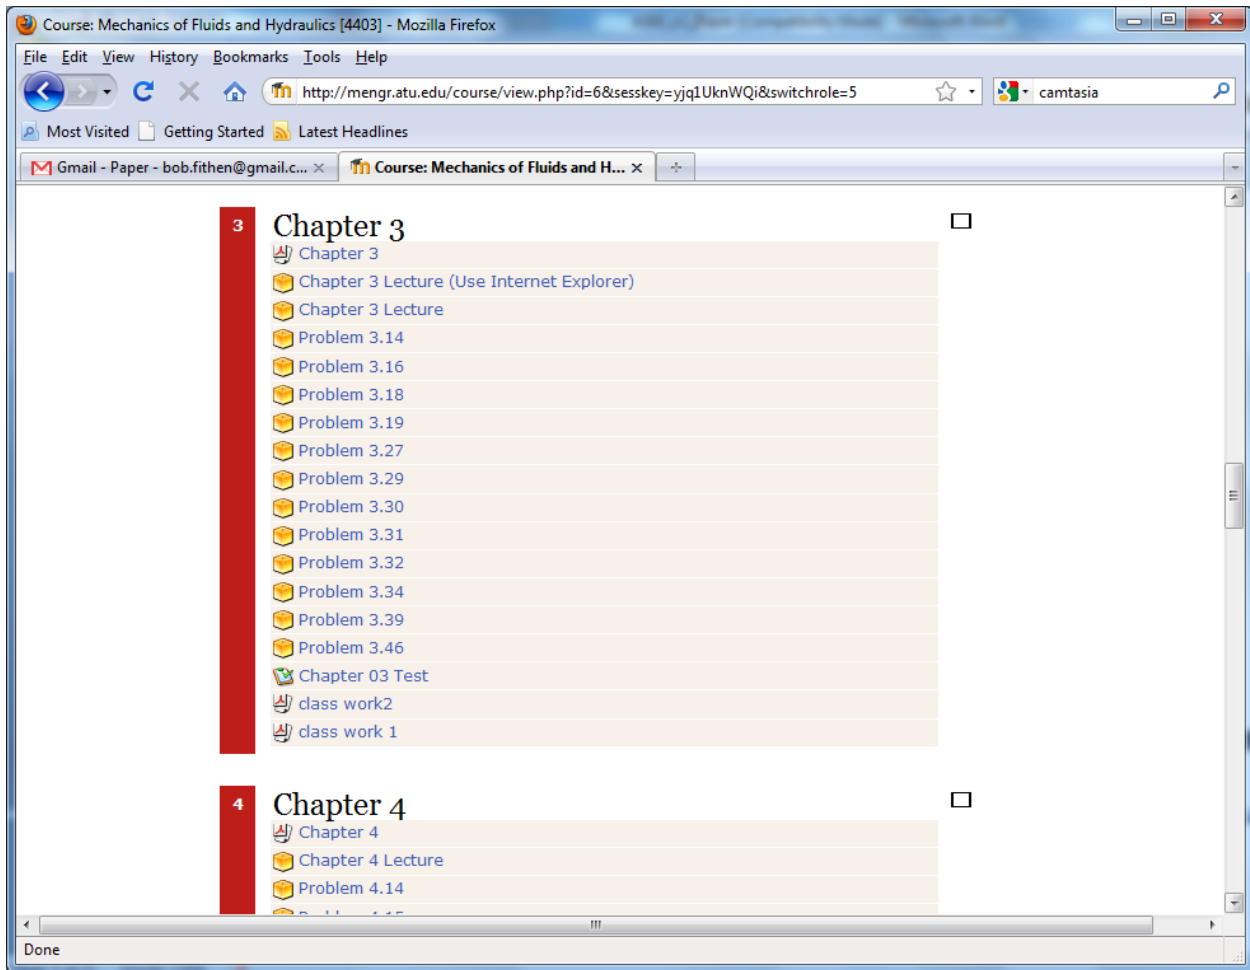 Course: Mechanics of Fluids and Hydraulics [4403] - Mozilla Firefox
File Edit View History Bookmarks Tools Help
http://mengr.atu.edu/course/view.php?id=6&sesskey=yjq1UknWQi&switchrole=5 camtasia
Most Visited Getting Started Latest Headlines
Gmail - Paper - bob.fithen@gmail.c... Course: Mechanics of Fluids and H...
3 Chapter 3
Chapter 3
Chapter 3 Lecture (Use Internet Explorer)
Chapter 3 Lecture
Problem 3.14
Problem 3.16
Problem 3.18
Problem 3.19
Problem 3.27
Problem 3.29
Problem 3.30
Problem 3.31
Problem 3.32
Problem 3.34
Problem 3.39
Problem 3.46
Chapter 03 Test
class work2
class work 1
4 Chapter 4
Chapter 4
Chapter 4 Lecture
Problem 4.14
Done